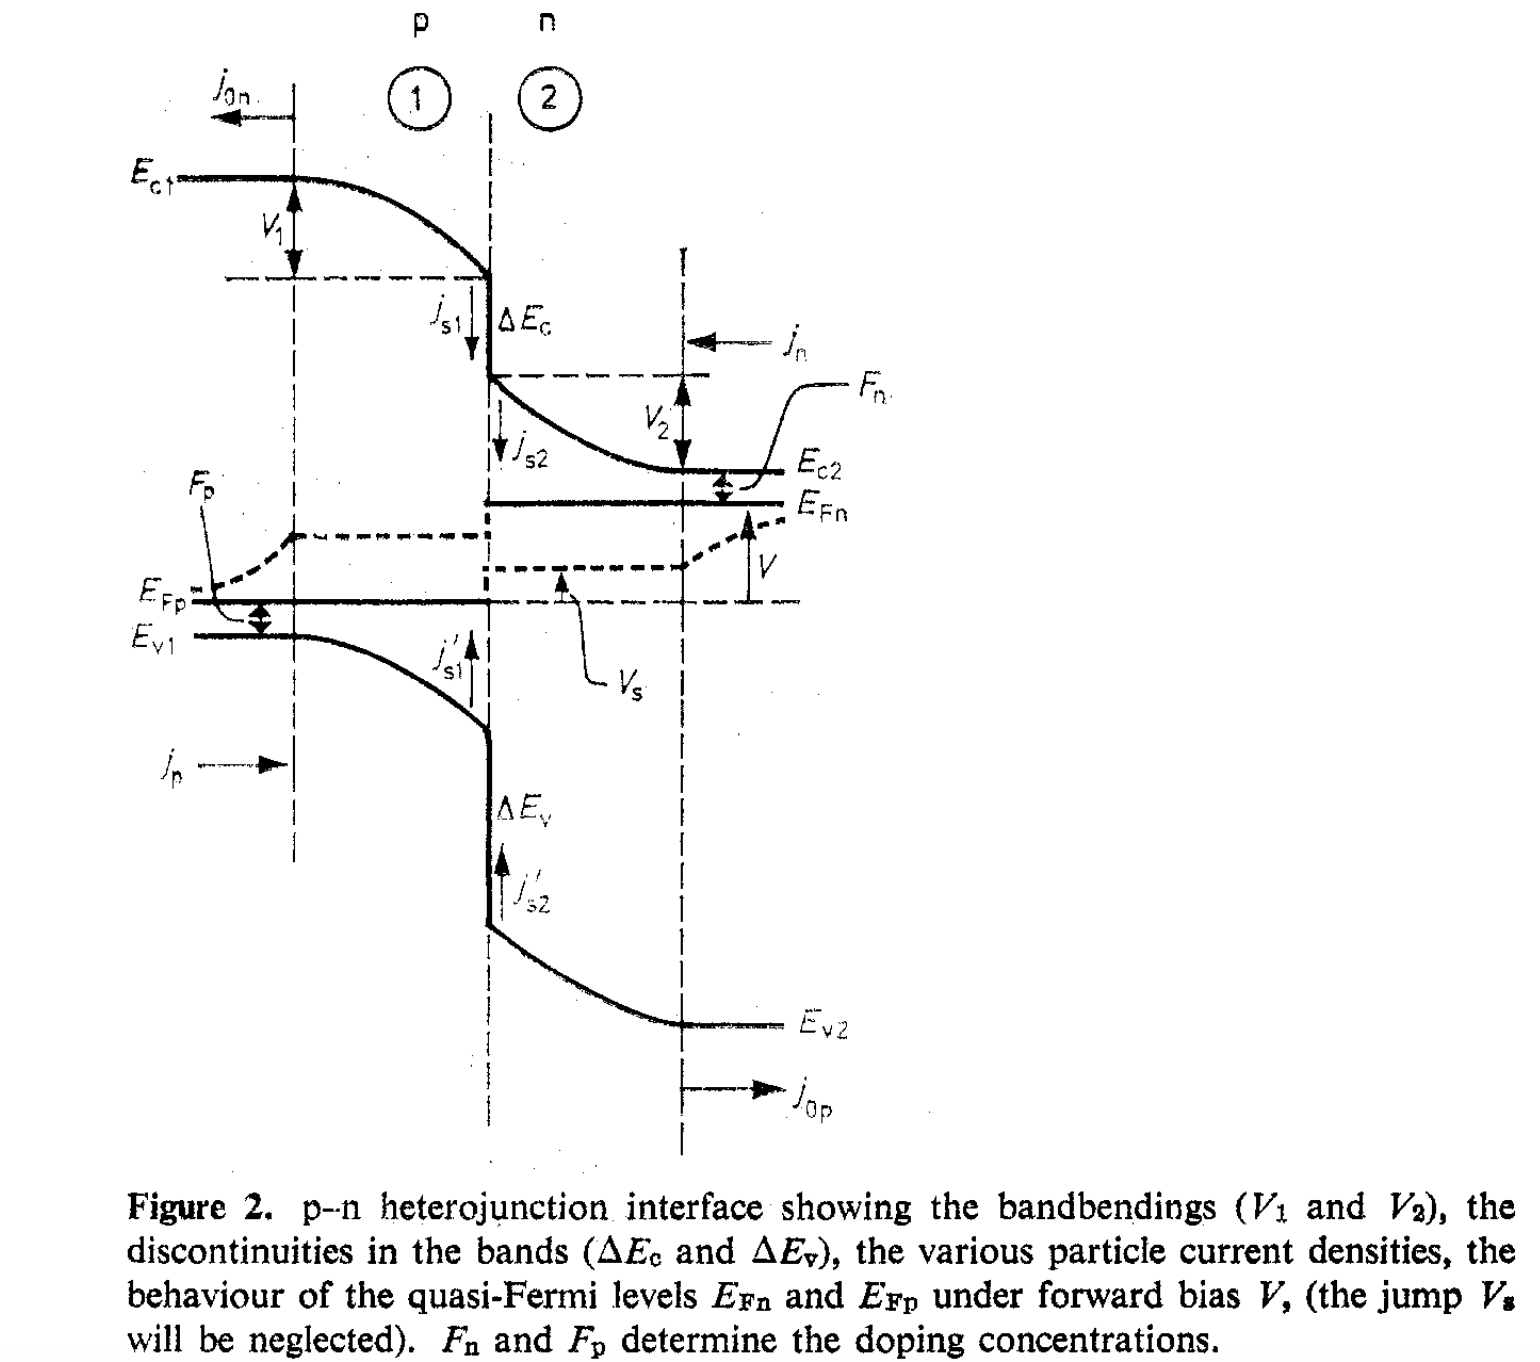 p n
1 2
j0n
Ec1
V1
js1 ΔEc
jn
Fn
V2
js2
Ec2
Fp
EFn
V
EFp
Ev1
j's1
Vs
jp
ΔEv
j's2
Ev2
j0p
Figure 2. p–n heterojunction interface showing the bandbendings (V1 and V2), the
discontinuities in the bands (ΔEc and ΔEv), the various particle current densities, the
behaviour of the quasi-Fermi levels EFn and EFp under forward bias V, (the jump Vs
will be neglected). Fn and Fp determine the doping concentrations.